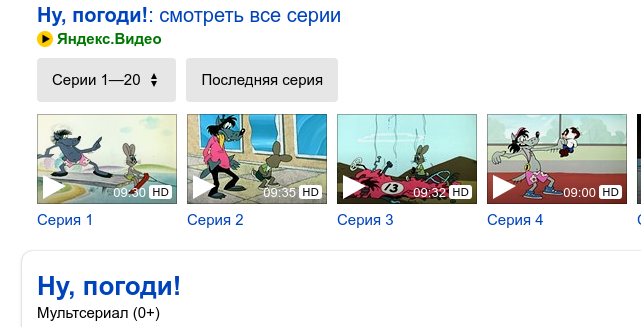 Ну, погоди!: смотреть все серии
Яндекс.Видео
Серии 1—20 Последняя серия
09:30 HD 09:35 HD 09:32 HD 09:00 HD
13
Серия 1 Серия 2 Серия 3 Серия 4
Ну, погоди!
Мультсериал (0+)